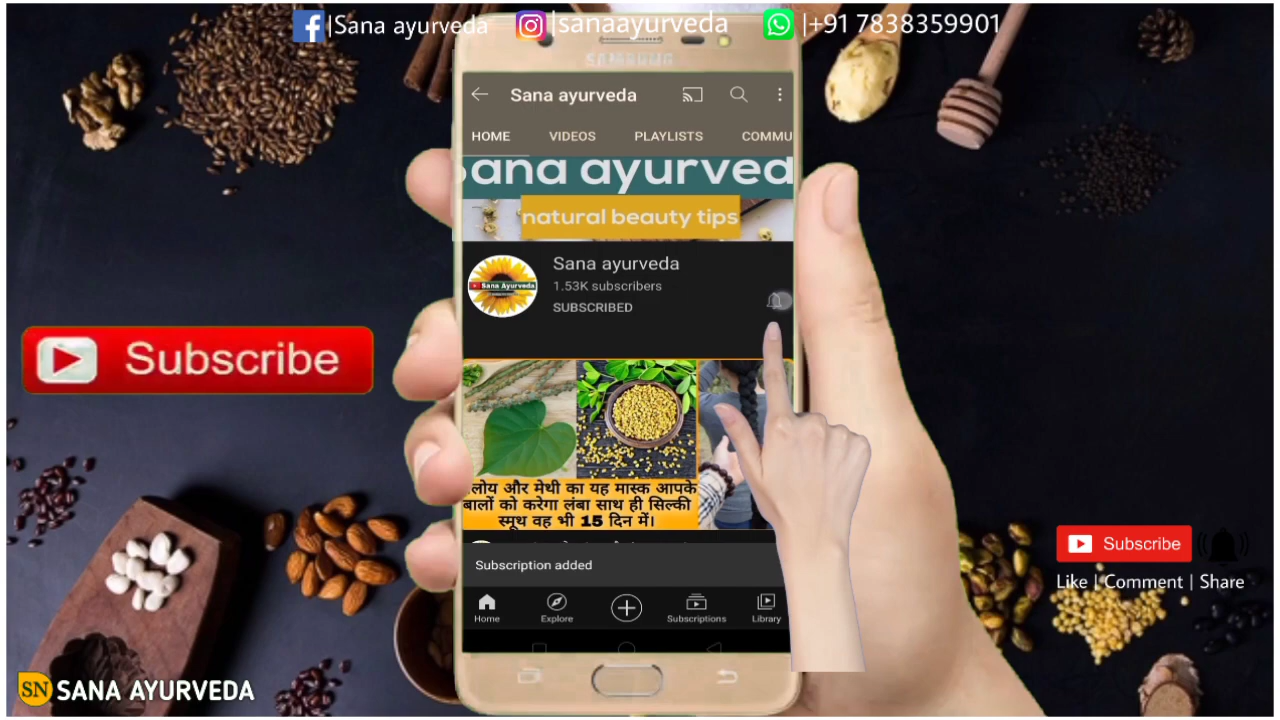 |Sana ayurveda |sanaayurveda |+91 7838359901
SAMSUNG
Sana ayurveda
HOME VIDEOS PLAYLISTS COMMU
Sana ayurved
natural beauty tips
Sana ayurveda
1.53K subscribers
Sana Ayurveda
SUBSCRIBED
Subscribe
लोय और मेथी का यह मास्क आपके
बालों को करेगा लंबा साथ ही सिल्की
स्मूथ वह भी 15 दिन में।
Subscribe
Subscription added
Like | Comment | Share
Home Explore Subscriptions Library
SN SANA AYURVEDA